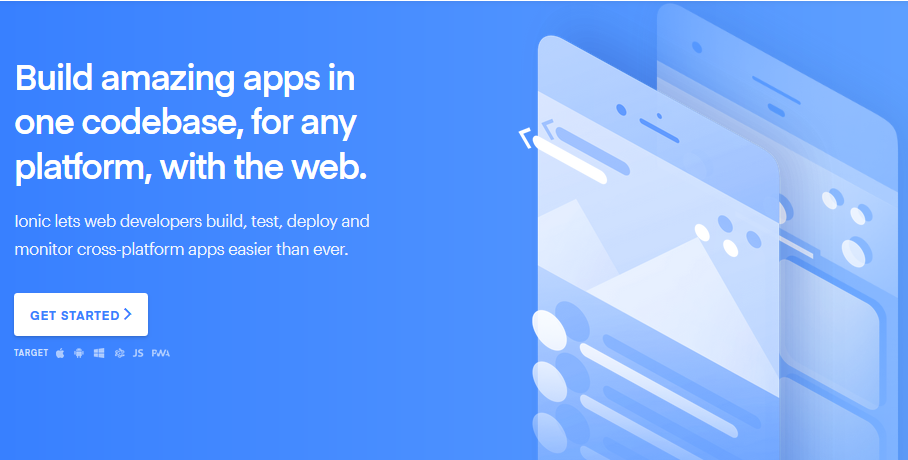 Build amazing apps in
one codebase, for any
platform, with the web.
Ionic lets web developers build, test, deploy and
monitor cross-platform apps easier than ever.
GET STARTED
TARGET JS PWA